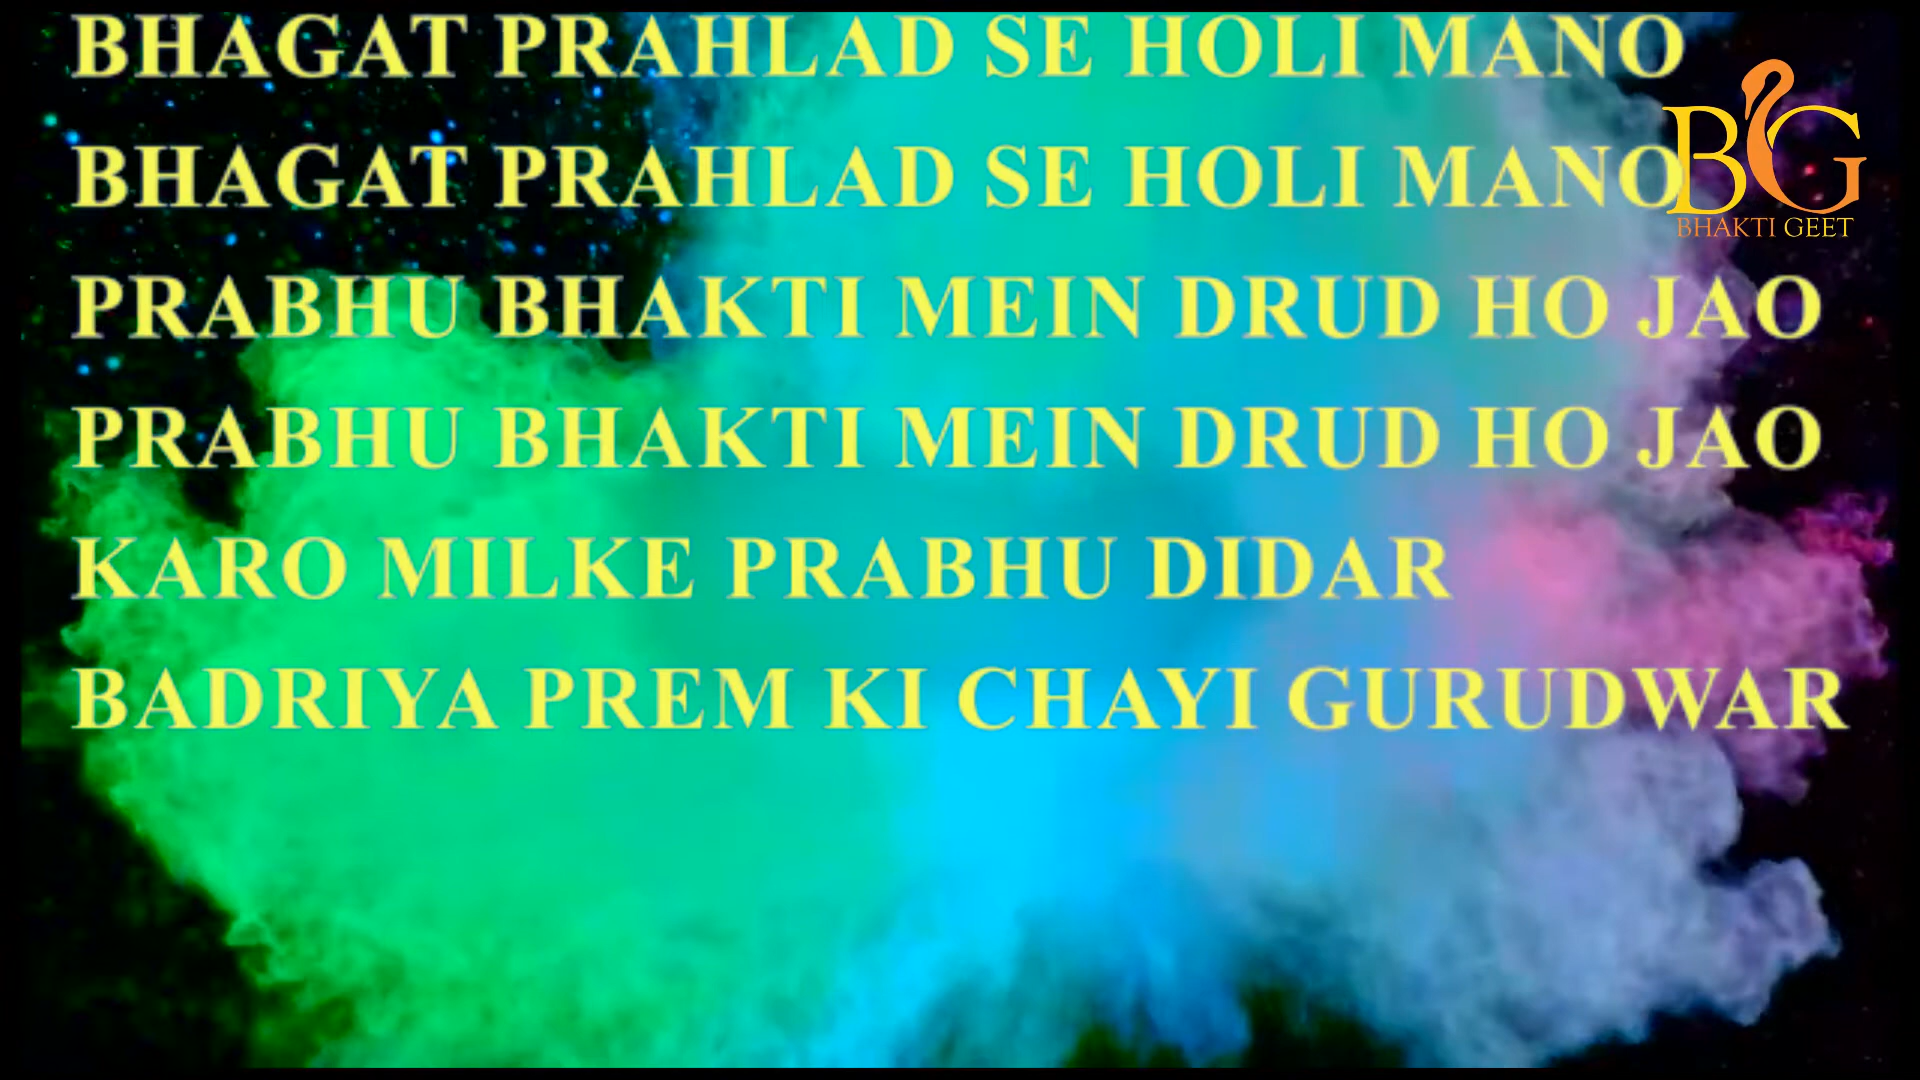 BHAGAT PRAHLAD SE HOLI MANO
BHAGAT PRAHLAD SE HOLI MANO
BG
BHAKTI GEET
PRABHU BHAKTI MEIN DRUD HO JAO
PRABHU BHAKTI MEIN DRUD HO JAO
KARO MILKE PRABHU DIDAR
BADRIYA PREM KI CHAYI GURUDWAR